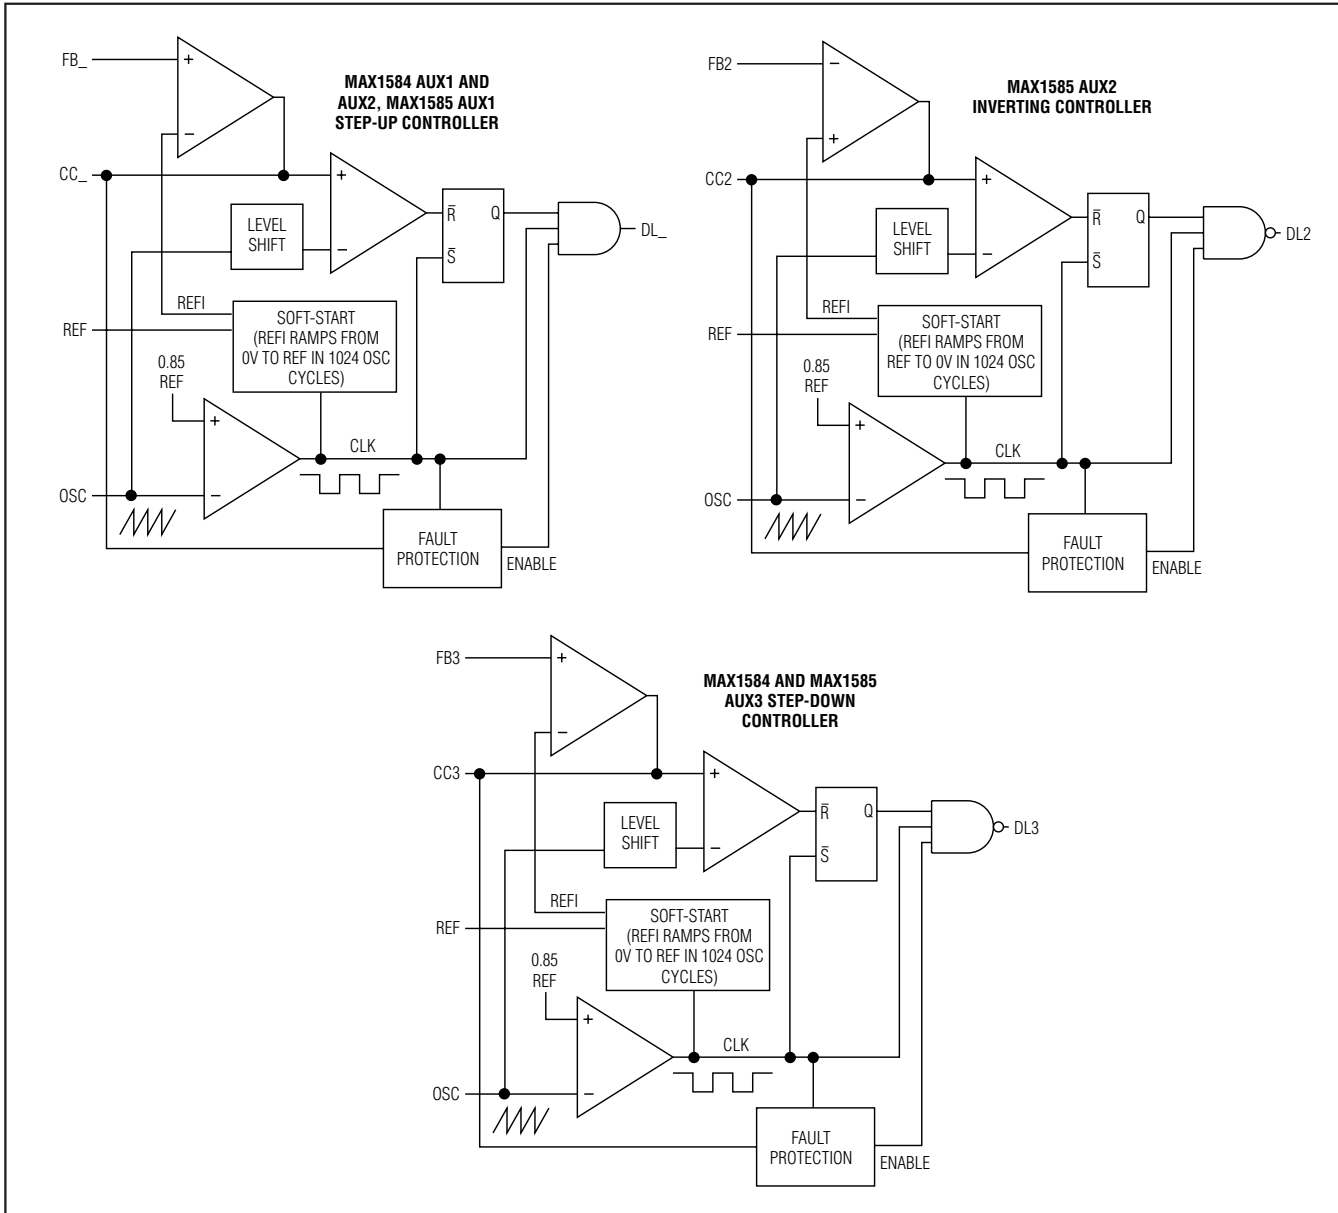 FB_
+
MAX1584 AUX1 AND
AUX2, MAX1585 AUX1
STEP-UP CONTROLLER
−
CC_
+
R̅
Q
LEVEL
SHIFT
−
S̅
DL_
REFI
REF
SOFT-START
(REFI RAMPS FROM
0V TO REF IN 1024 OSC
CYCLES)
0.85
REF
+
CLK
OSC
−
FAULT
PROTECTION
ENABLE
FB2
−
MAX1585 AUX2
INVERTING CONTROLLER
+
CC2
+
R̅
Q
LEVEL
SHIFT
−
S̅
DL2
REFI
REF
SOFT-START
(REFI RAMPS FROM
REF TO 0V IN 1024 OSC
CYCLES)
0.85
REF
+
CLK
OSC
−
FAULT
PROTECTION
ENABLE
FB3
+
MAX1584 AND MAX1585
AUX3 STEP-DOWN
CONTROLLER
−
CC3
+
R̅
Q
LEVEL
SHIFT
−
S̅
DL3
REFI
REF
SOFT-START
(REFI RAMPS FROM
0V TO REF IN 1024 OSC
CYCLES)
0.85
REF
+
CLK
OSC
−
FAULT
PROTECTION
ENABLE